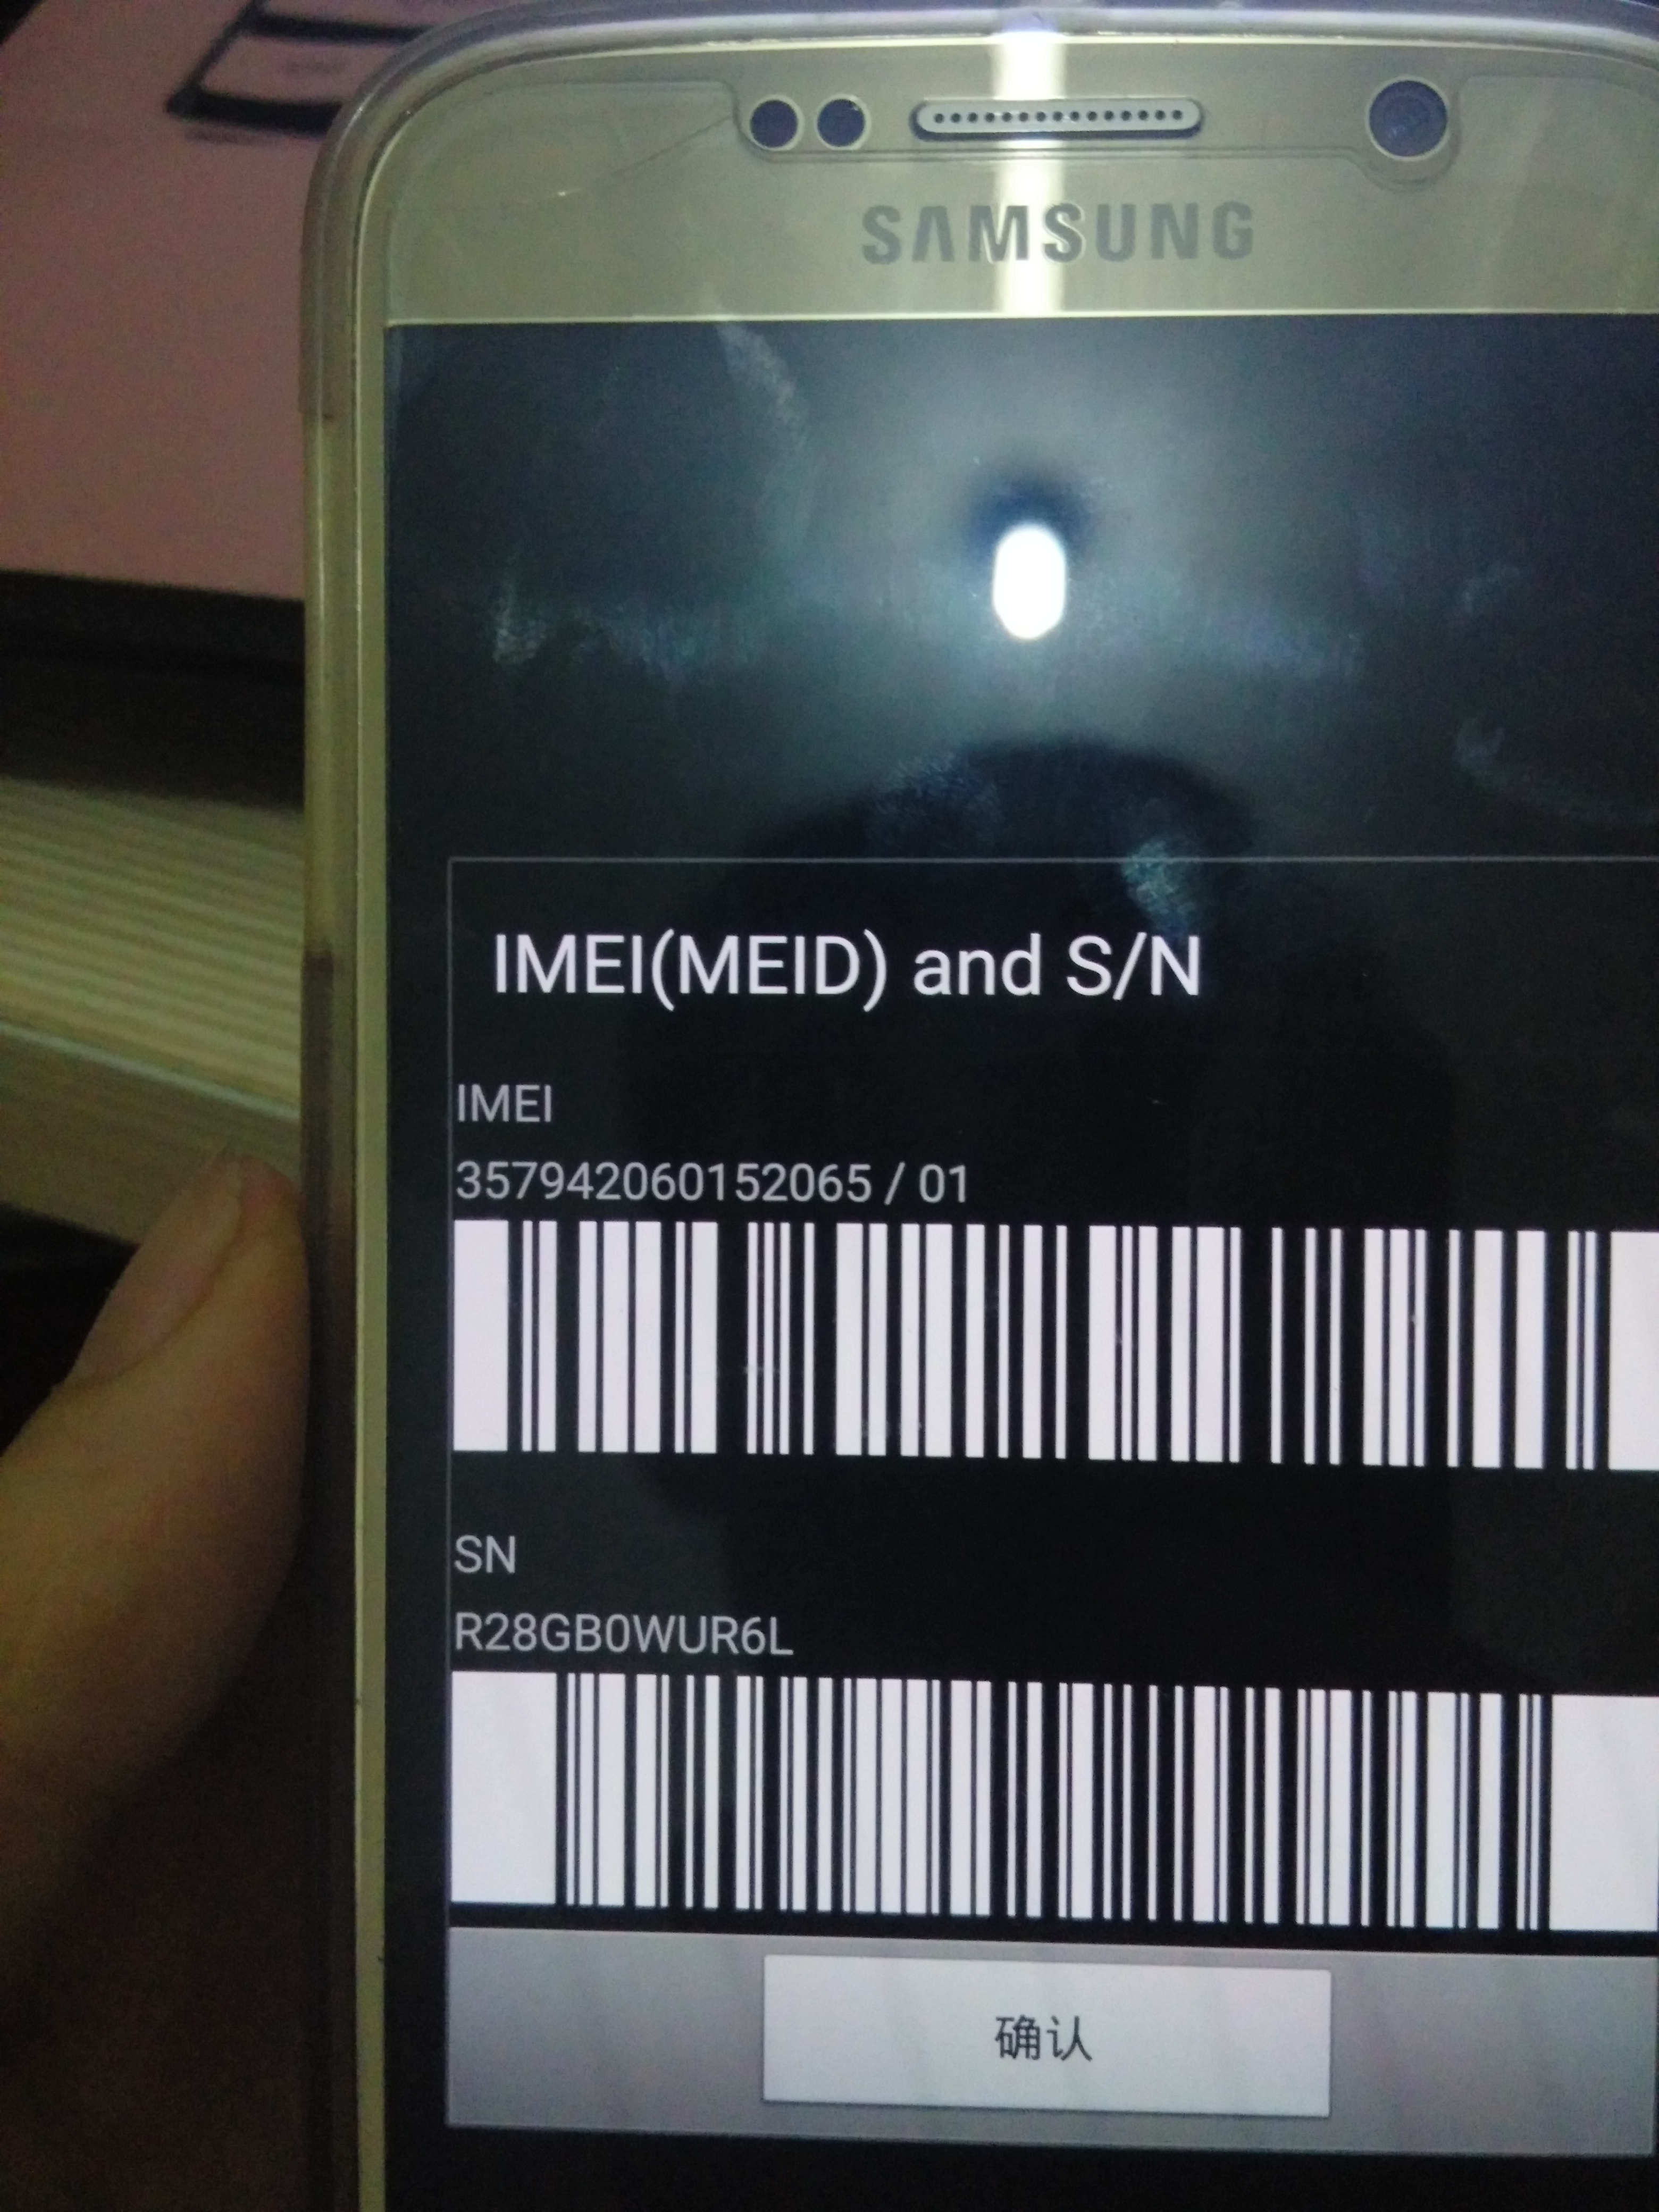 SAMSUNG
IMEI(MEID) and S/N
IMEI
357942060152065 / 01
SN
R28GB0WUR6L
确认